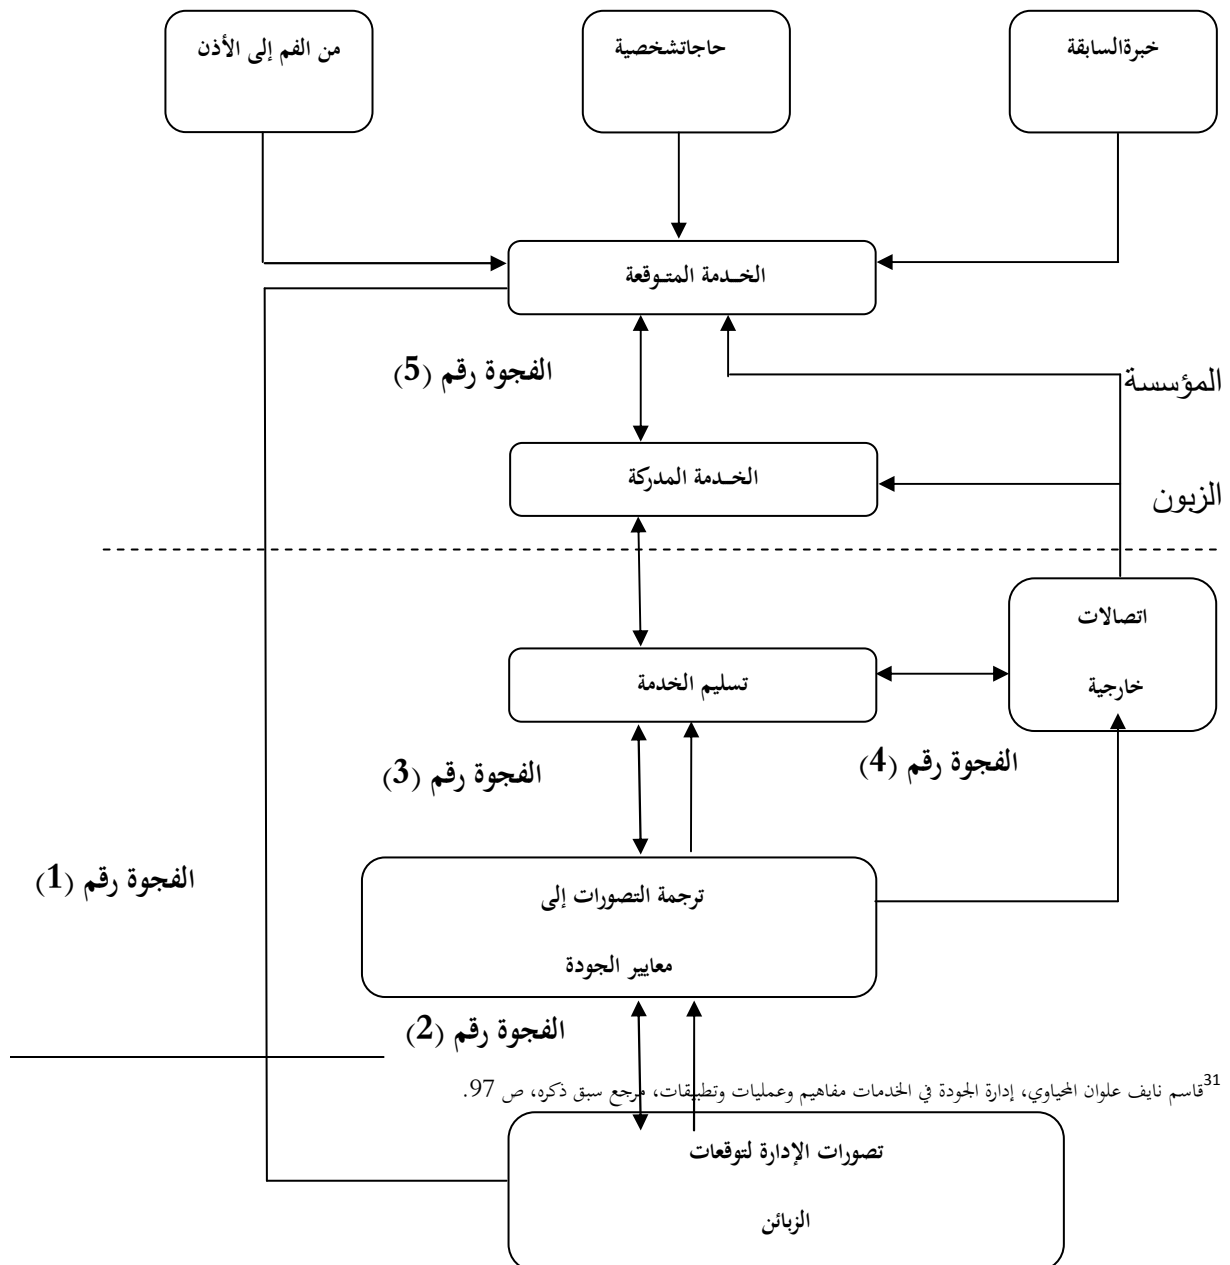 خبرةالسابقة
حاجاتشخصية
من الفم إلى الأذن
الخــدمة المتـوقعة
الفجوة رقم (5)
المؤسسة
الخــدمة المدركة
الزبون
اتصالات
خارجية
تسليم الخدمة
الفجوة رقم (4)
الفجوة رقم (3)
ترجمة التصورات إلى
معايير الجودة
الفجوة رقم (1)
الفجوة رقم (2)
31قاسم نايف علوان المحياوي، إدارة الجودة في الخدمات مفاهيم وعمليات وتطبيقات، مرجع سبق ذكره، ص 97.
تصورات الإدارة لتوقعات
الزبائن